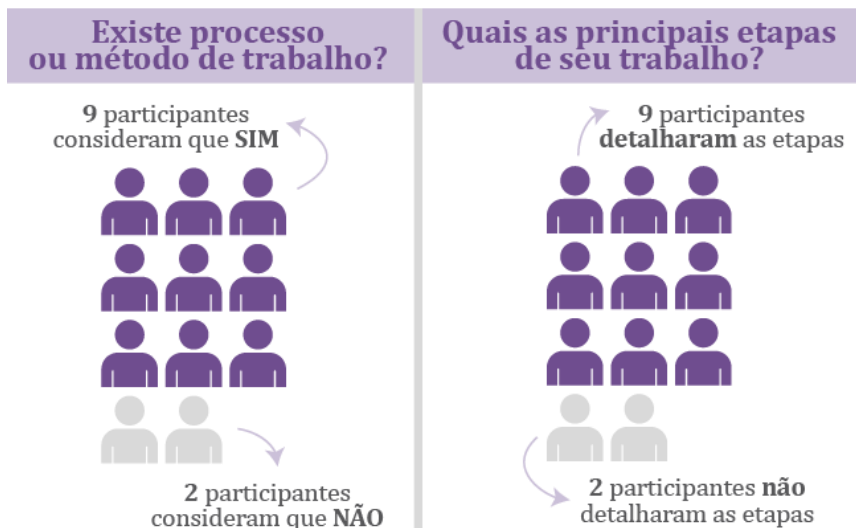 Existe processo
ou método de trabalho?
9 participantes
consideram que SIM
2 participantes
consideram que NÃO
Quais as principais etapas
de seu trabalho?
9 participantes
detalharam as etapas
2 participantes não
detalharam as etapas